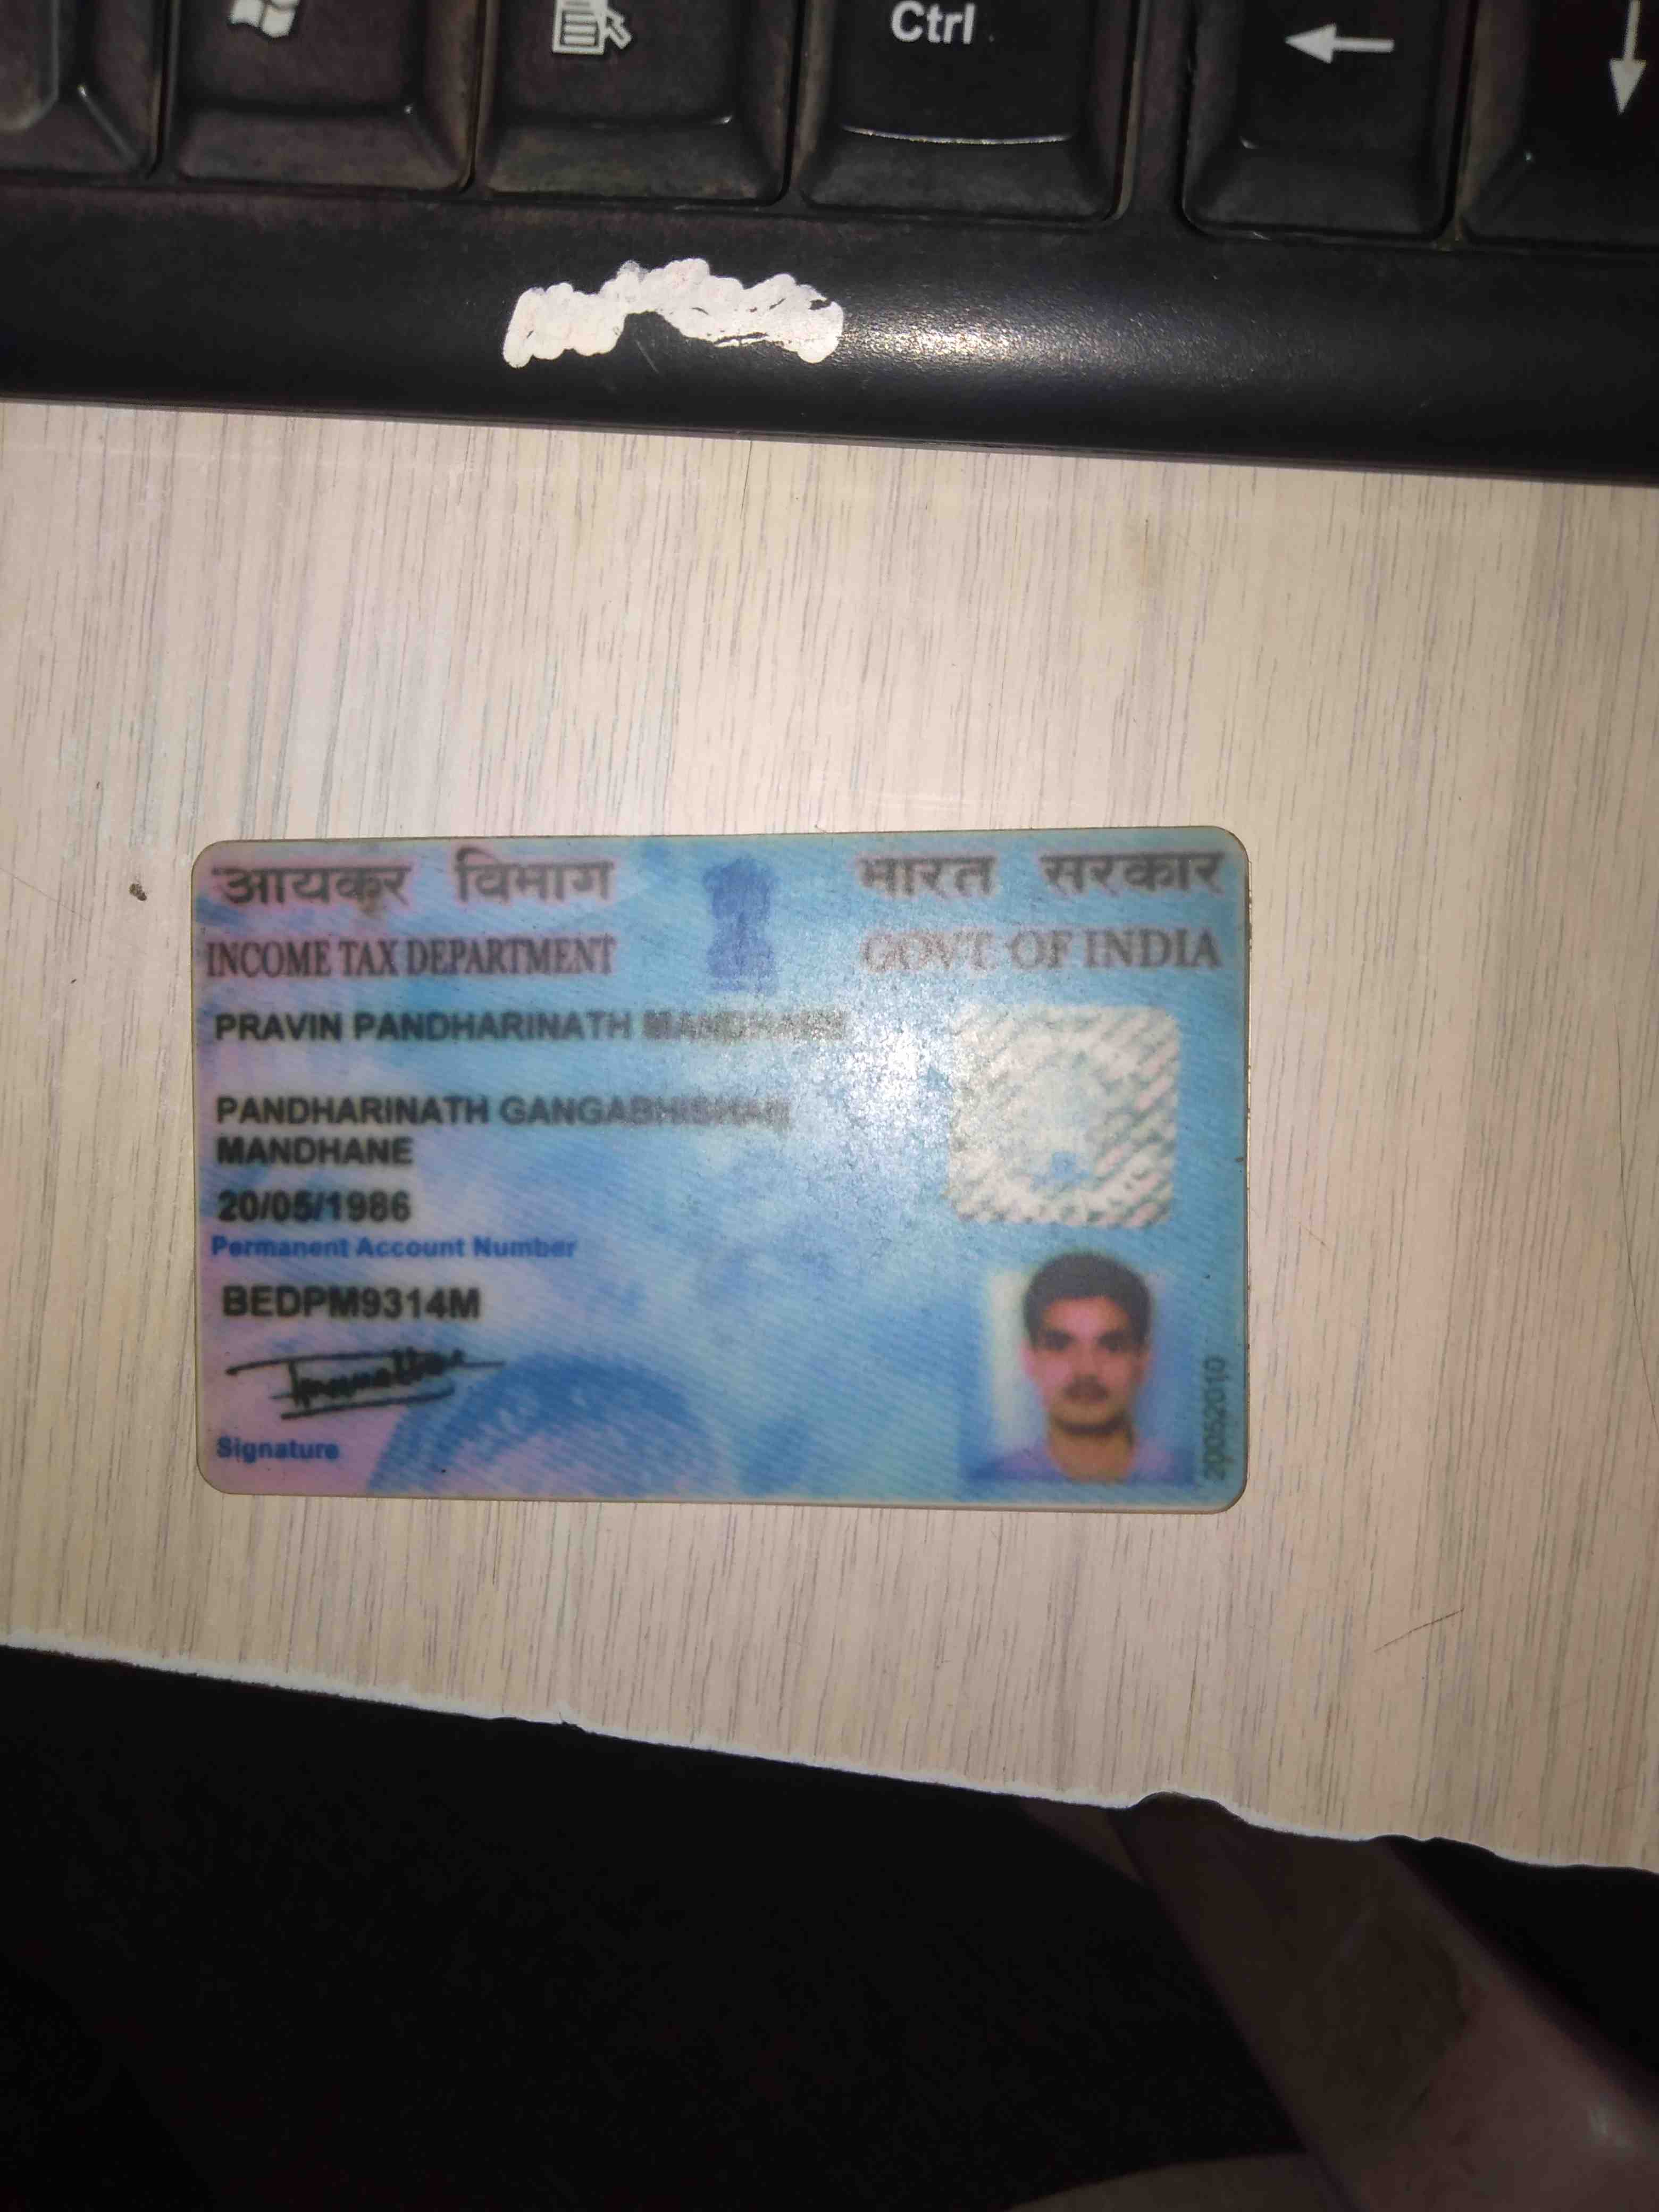 Ctrl
आयकर विभाग
भारत सरकार
INCOME TAX DEPARTMENT
GOVT OF INDIA
PRAVIN PANDHARINATH MANDHANE
PANDHARINATH GANGABHISHAN
MANDHANE
20/05/1986
Permanent Account Number
BEDPM9314M
Signature
20052010